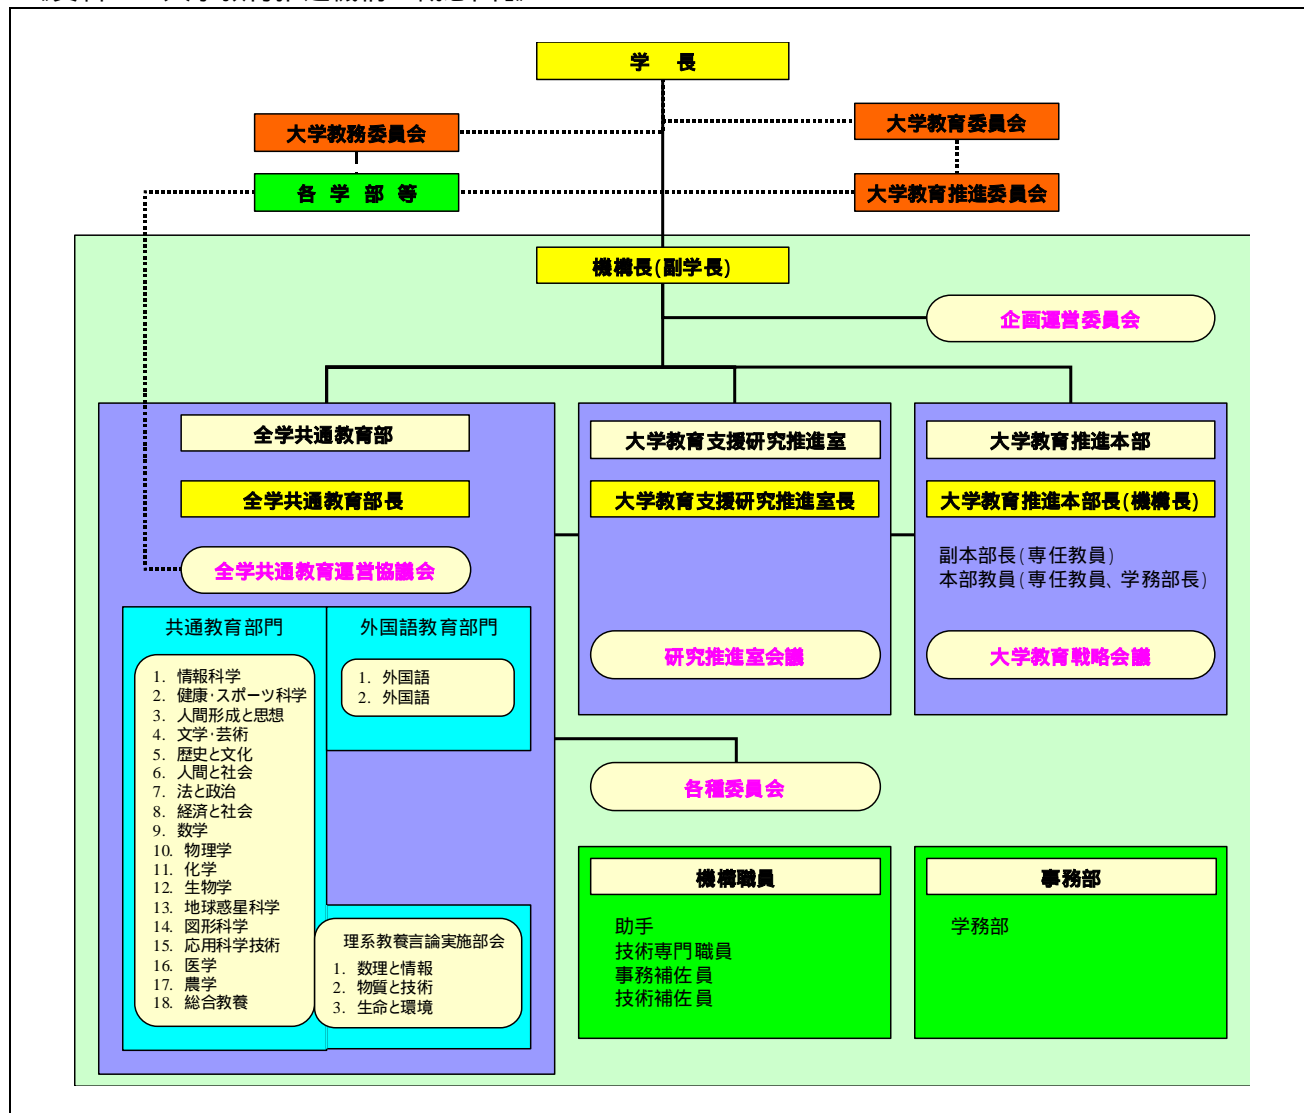 学 長
大学教務委員会
大学教育委員会
各 学 部 等
大学教育推進委員会
機構長(副学長)
企画運営委員会
全学共通教育部
全学共通教育部長
全学共通教育運営協議会
共通教育部門
1. 情報科学
2. 健康・スポーツ科学
3. 人間形成と思想
4. 文学・芸術
5. 歴史と文化
6. 人間と社会
7. 法と政治
8. 経済と社会
9. 数学
10. 物理学
11. 化学
12. 生物学
13. 地球惑星科学
14. 図形科学
15. 応用科学技術
16. 医学
17. 農学
18. 総合教養
外国語教育部門
1. 外国語
2. 外国語
理系教養言論実施部会
1. 数理と情報
2. 物質と技術
3. 生命と環境
大学教育支援研究推進室
大学教育支援研究推進室長
研究推進室会議
大学教育推進本部
大学教育推進本部長(機構長)
副本部長(専任教員)
本部教員(専任教員、学務部長)
大学教育戦略会議
各種委員会
機構職員
助手
技術専門職員
事務補佐員
技術補佐員
事務部
学務部